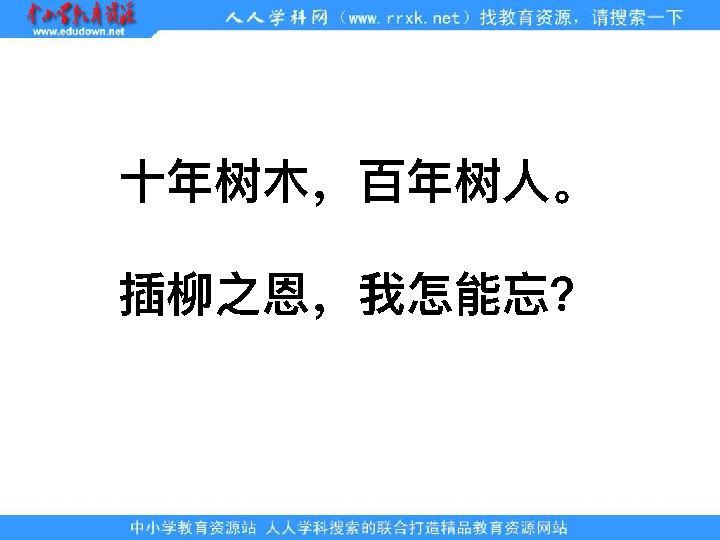 中小学教育资源
www.edudown.net
人人学科网（www.rrxk.net）找教育资源，请搜索一下
十年树木，百年树人。
插柳之恩，我怎能忘？
中小学教育资源站 人人学科搜索的联合打造精品教育资源网站